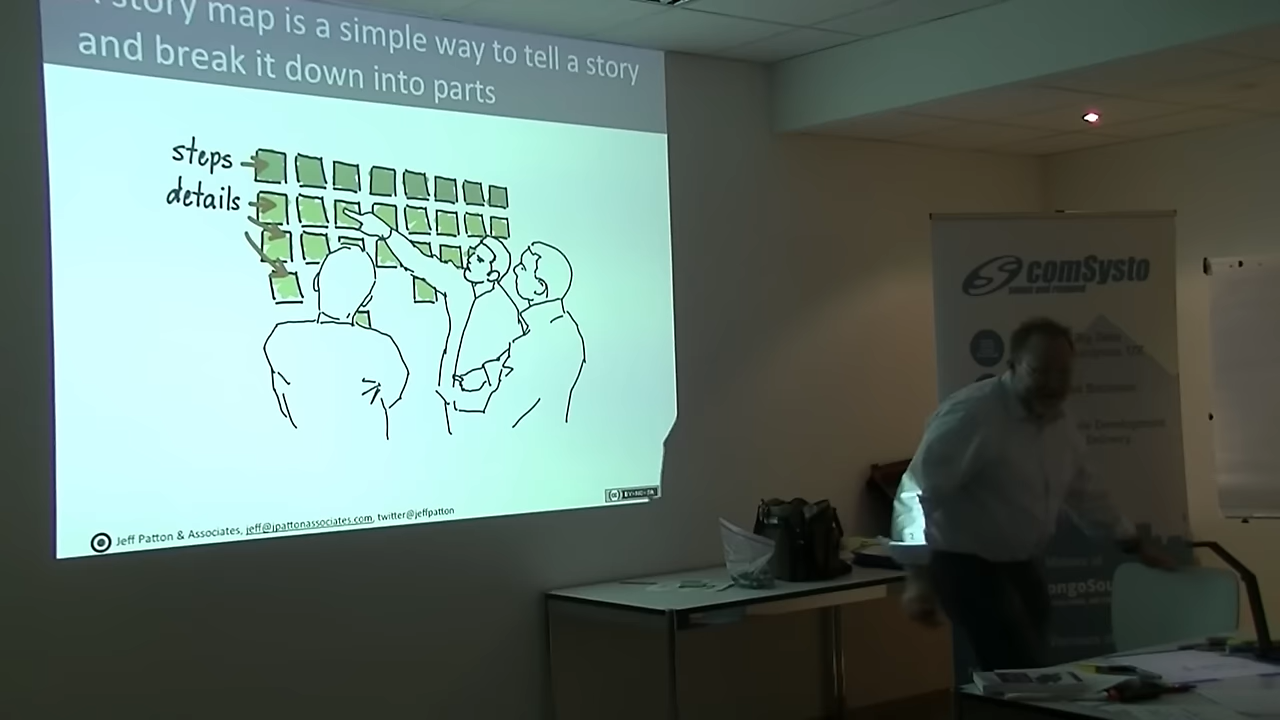 story map is a simple way to tell a story
and break it down into parts
steps
details
Jeff Patton & Associates, jeff@jpattonassociates.com, twitter@jeffpatton
comSysto